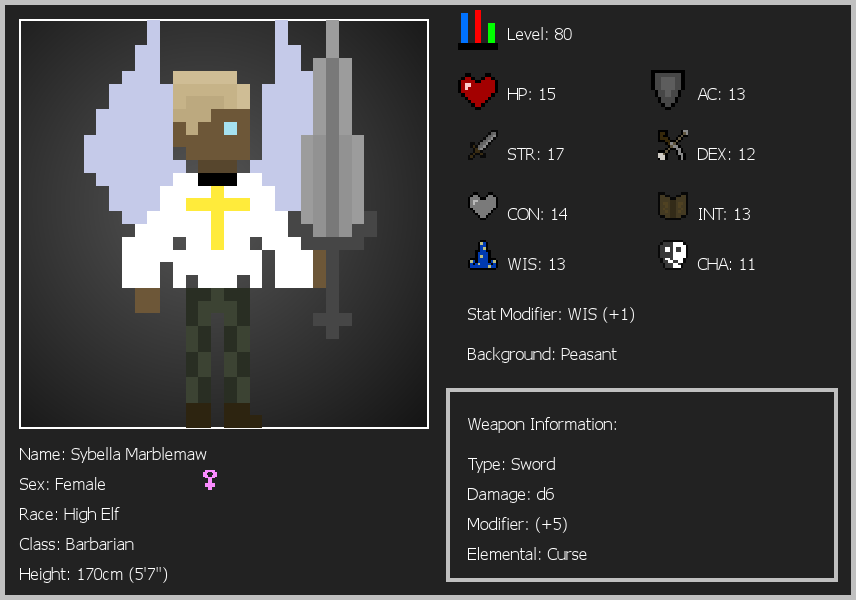 Level: 80
HP: 15
AC: 13
STR: 17
DEX: 12
CON: 14
INT: 13
WIS: 13
CHA: 11
Stat Modifier: WIS (+1)
Background: Peasant
Weapon Information:
Type: Sword
Damage: d6
Modifier: (+5)
Elemental: Curse
Name: Sybella Marblemaw
Sex: Female
Race: High Elf
Class: Barbarian
Height: 170cm (5'7")